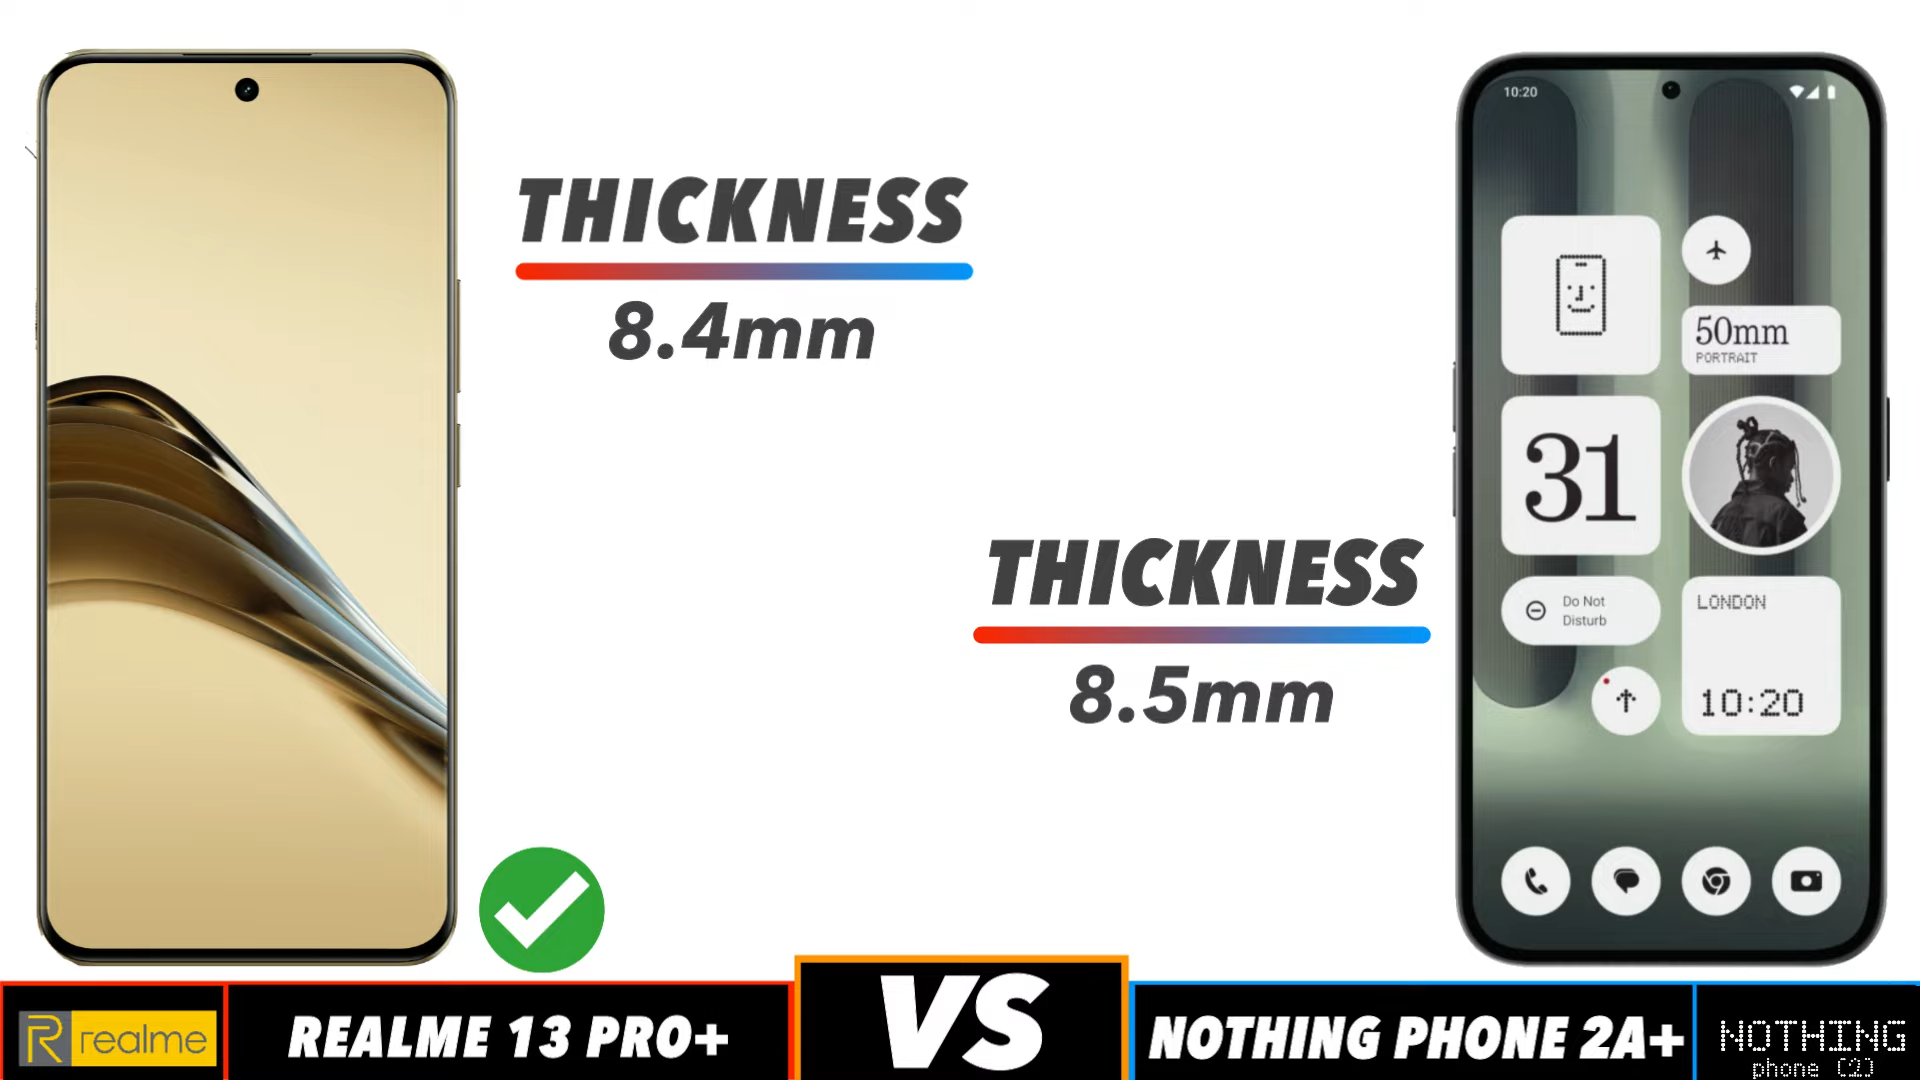 THICKNESS
8.4mm
THICKNESS
8.5mm
10:20
50mm
PORTRAIT
31
Do Not
Disturb
LONDON
10:20
realme
REALME 13 PRO+
VS
NOTHING PHONE 2A+
NOTHING
phone (2)